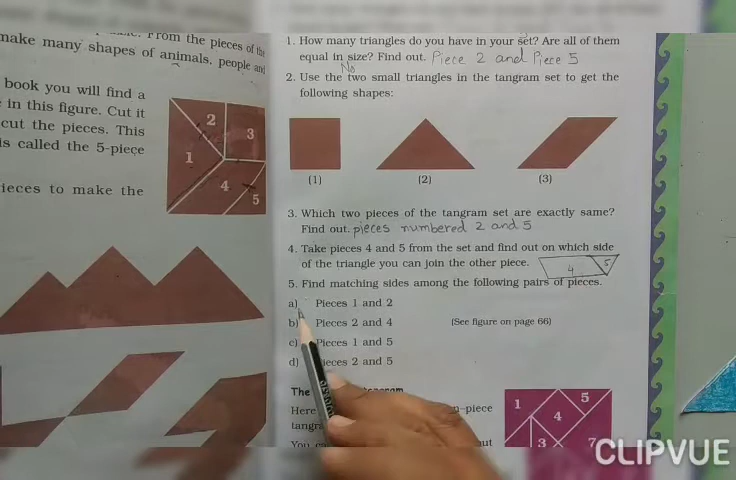 From the pieces of the
make many shapes of animals, people and
book you will find a
in this figure. Cut it
cut the pieces. This
is called the 5-piece
pieces to make the
2
3
1
4
5
1. How many triangles do you have in your set? Are all of them
equal in size? Find out. Piece 2 and Piece 5
No
2. Use the two small triangles in the tangram set to get the
following shapes:
(1)
(2)
(3)
3. Which two pieces of the tangram set are exactly same?
Find out. pieces numbered 2 and 5
4. Take pieces 4 and 5 from the set and find out on which side
of the triangle you can join the other piece.
4
5
5. Find matching sides among the following pairs of pieces.
a) Pieces 1 and 2
b) Pieces 2 and 4 (See figure on page 66)
c) Pieces 1 and 5
d) Pieces 2 and 5
The
Here
-piece
You
1
5
4
3
7
CLIPVUE